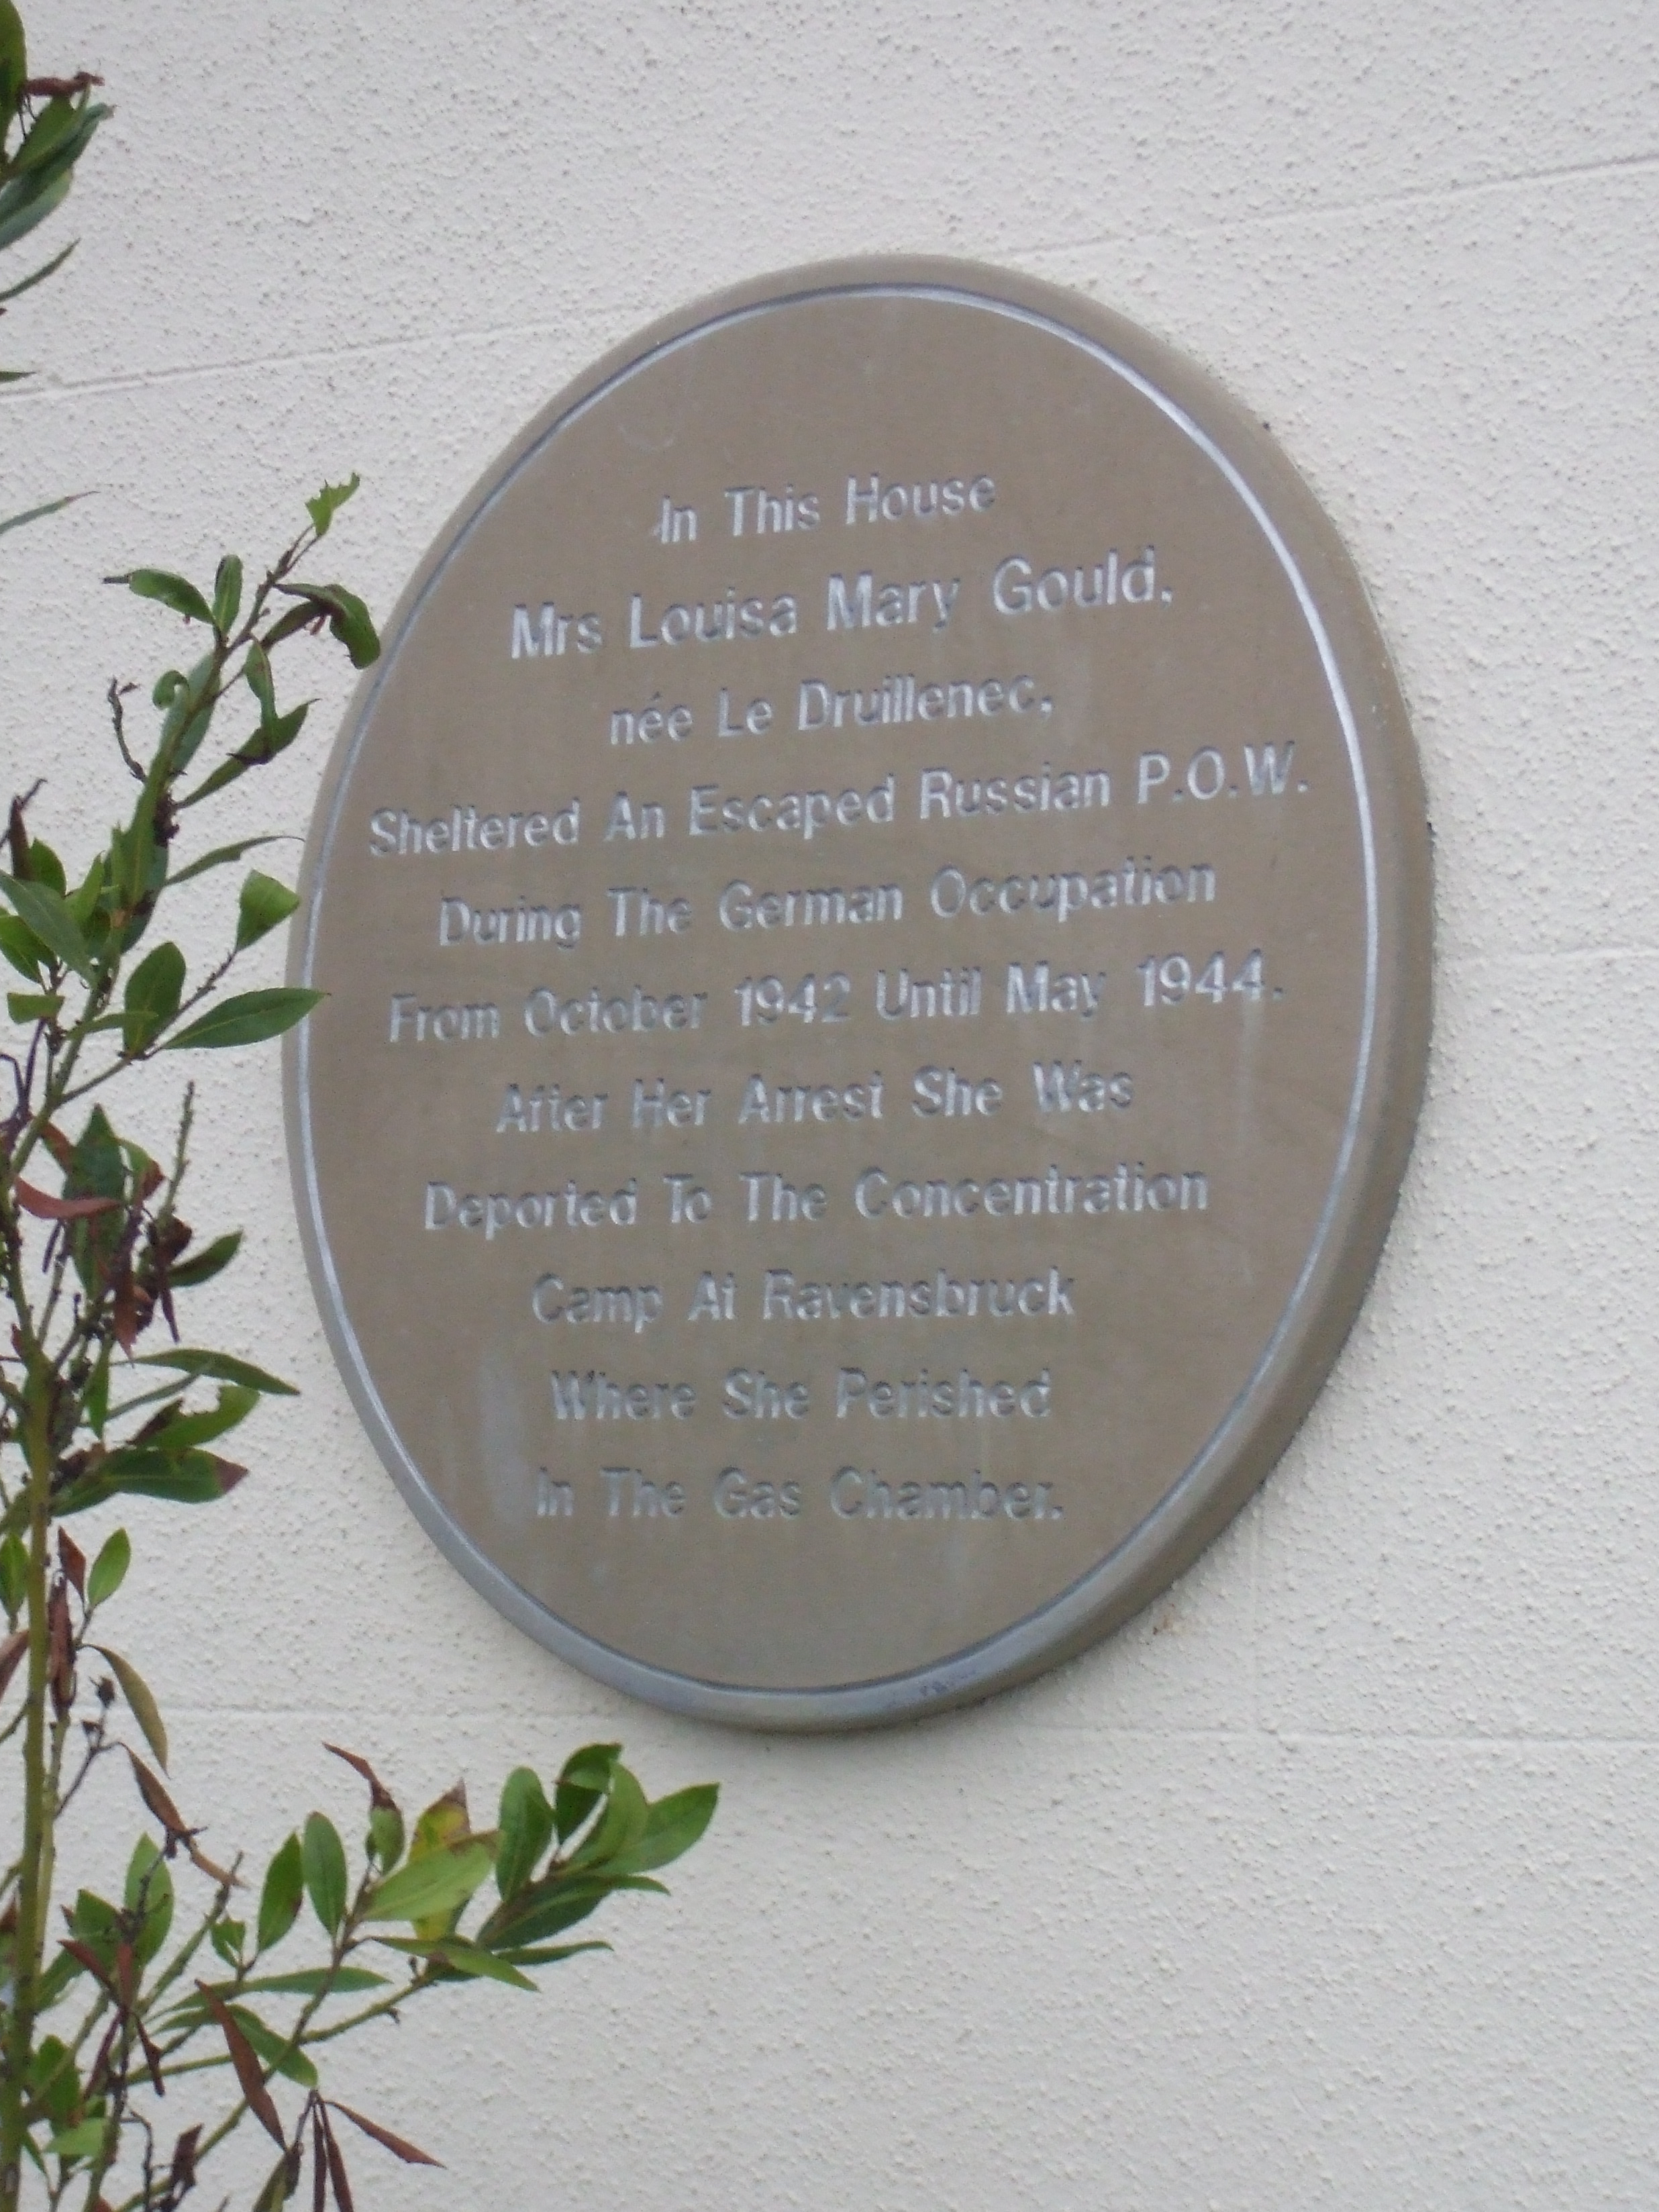 In This House
Mrs Louisa Mary Gould,
née Le Druillenec,
Sheltered An Escaped Russian P.O.W.
During The German Occupation
From October 1942 Until May 1944.
After Her Arrest She Was
Deported To The Concentration
Camp At Ravensbruck
Where She Perished
In The Gas Chamber.